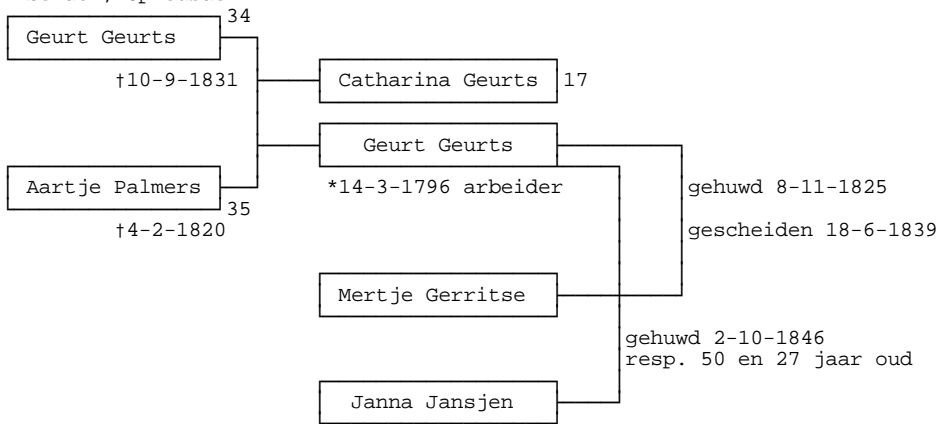 34
Geurt Geurts
†10-9-1831
Catharina Geurts 17
Geurt Geurts
Aartje Palmers
*14-3-1796 arbeider
gehuwd 8-11-1825
35
†4-2-1820
gescheiden 18-6-1839
Mertje Gerritse
gehuwd 2-10-1846
resp. 50 en 27 jaar oud
Janna Jansjen